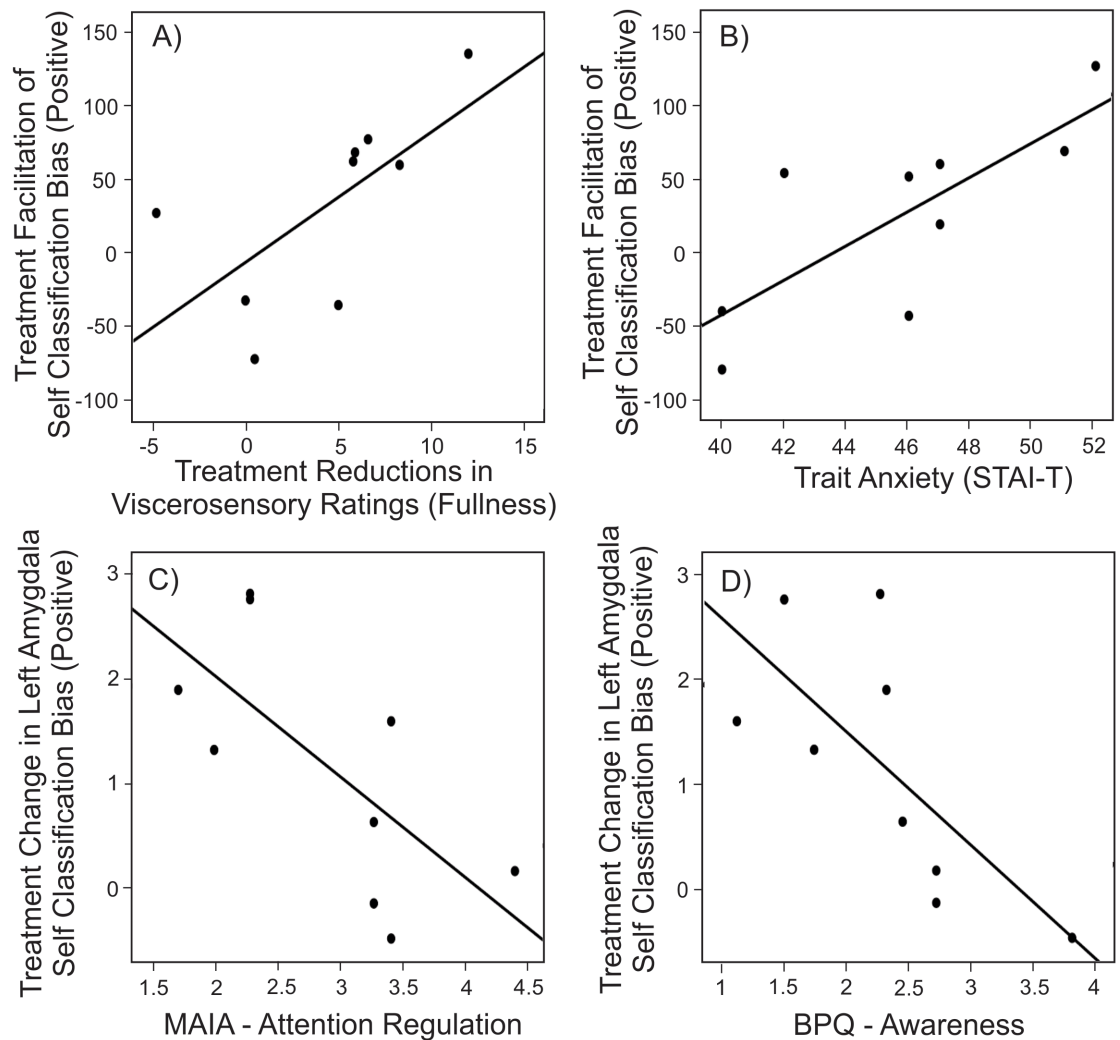 A)
Treatment Facilitation of
Self Classification Bias (Positive)
150
100
50
0
-50
-100
-5 0 5 10 15
Treatment Reductions in
Viscerosensory Ratings (Fullness)
B)
Treatment Facilitation of
Self Classification Bias (Positive)
150
100
50
0
-50
-100
40 42 44 46 48 50 52
Trait Anxiety (STAI-T)
C)
Treatment Change in Left Amygdala
Self Classification Bias (Positive)
3
2
1
0
1.5 2 2.5 3 3.5 4 4.5
MAIA - Attention Regulation
D)
Treatment Change in Left Amygdala
Self Classification Bias (Positive)
3
2
1
0
1 1.5 2 2.5 3 3.5 4
BPQ - Awareness